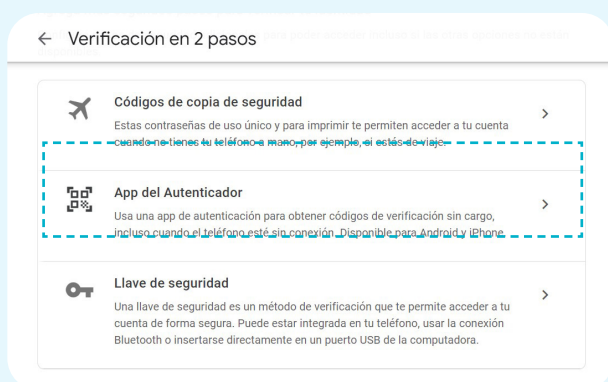 Verificación en 2 pasos
Códigos de copia de seguridad
Estas contraseñas de uso único y para imprimir te permiten acceder a tu cuenta
cuando no tienes tu teléfono a mano, por ejemplo, si estás de viaje.
App del Autenticador
Usa una app de autenticación para obtener códigos de verificación sin cargo,
incluso cuando el teléfono esté sin conexión. Disponible para Android y iPhone.
Llave de seguridad
Una llave de seguridad es un método de verificación que te permite acceder a tu
cuenta de forma segura. Puede estar integrada en tu teléfono, usar la conexión
Bluetooth o insertarse directamente en un puerto USB de la computadora.